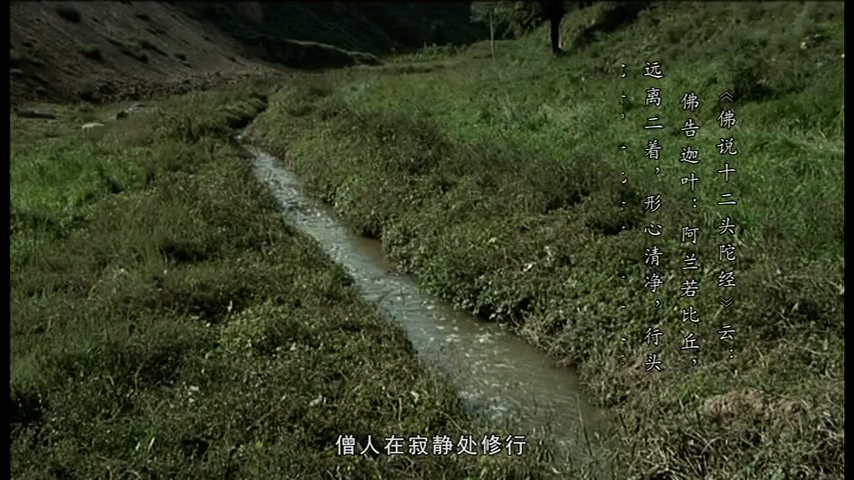 《佛说十二头陀经》云：
佛告迦叶：阿兰若比丘，
远离二着，形心清净，行头
僧人在寂静处修行